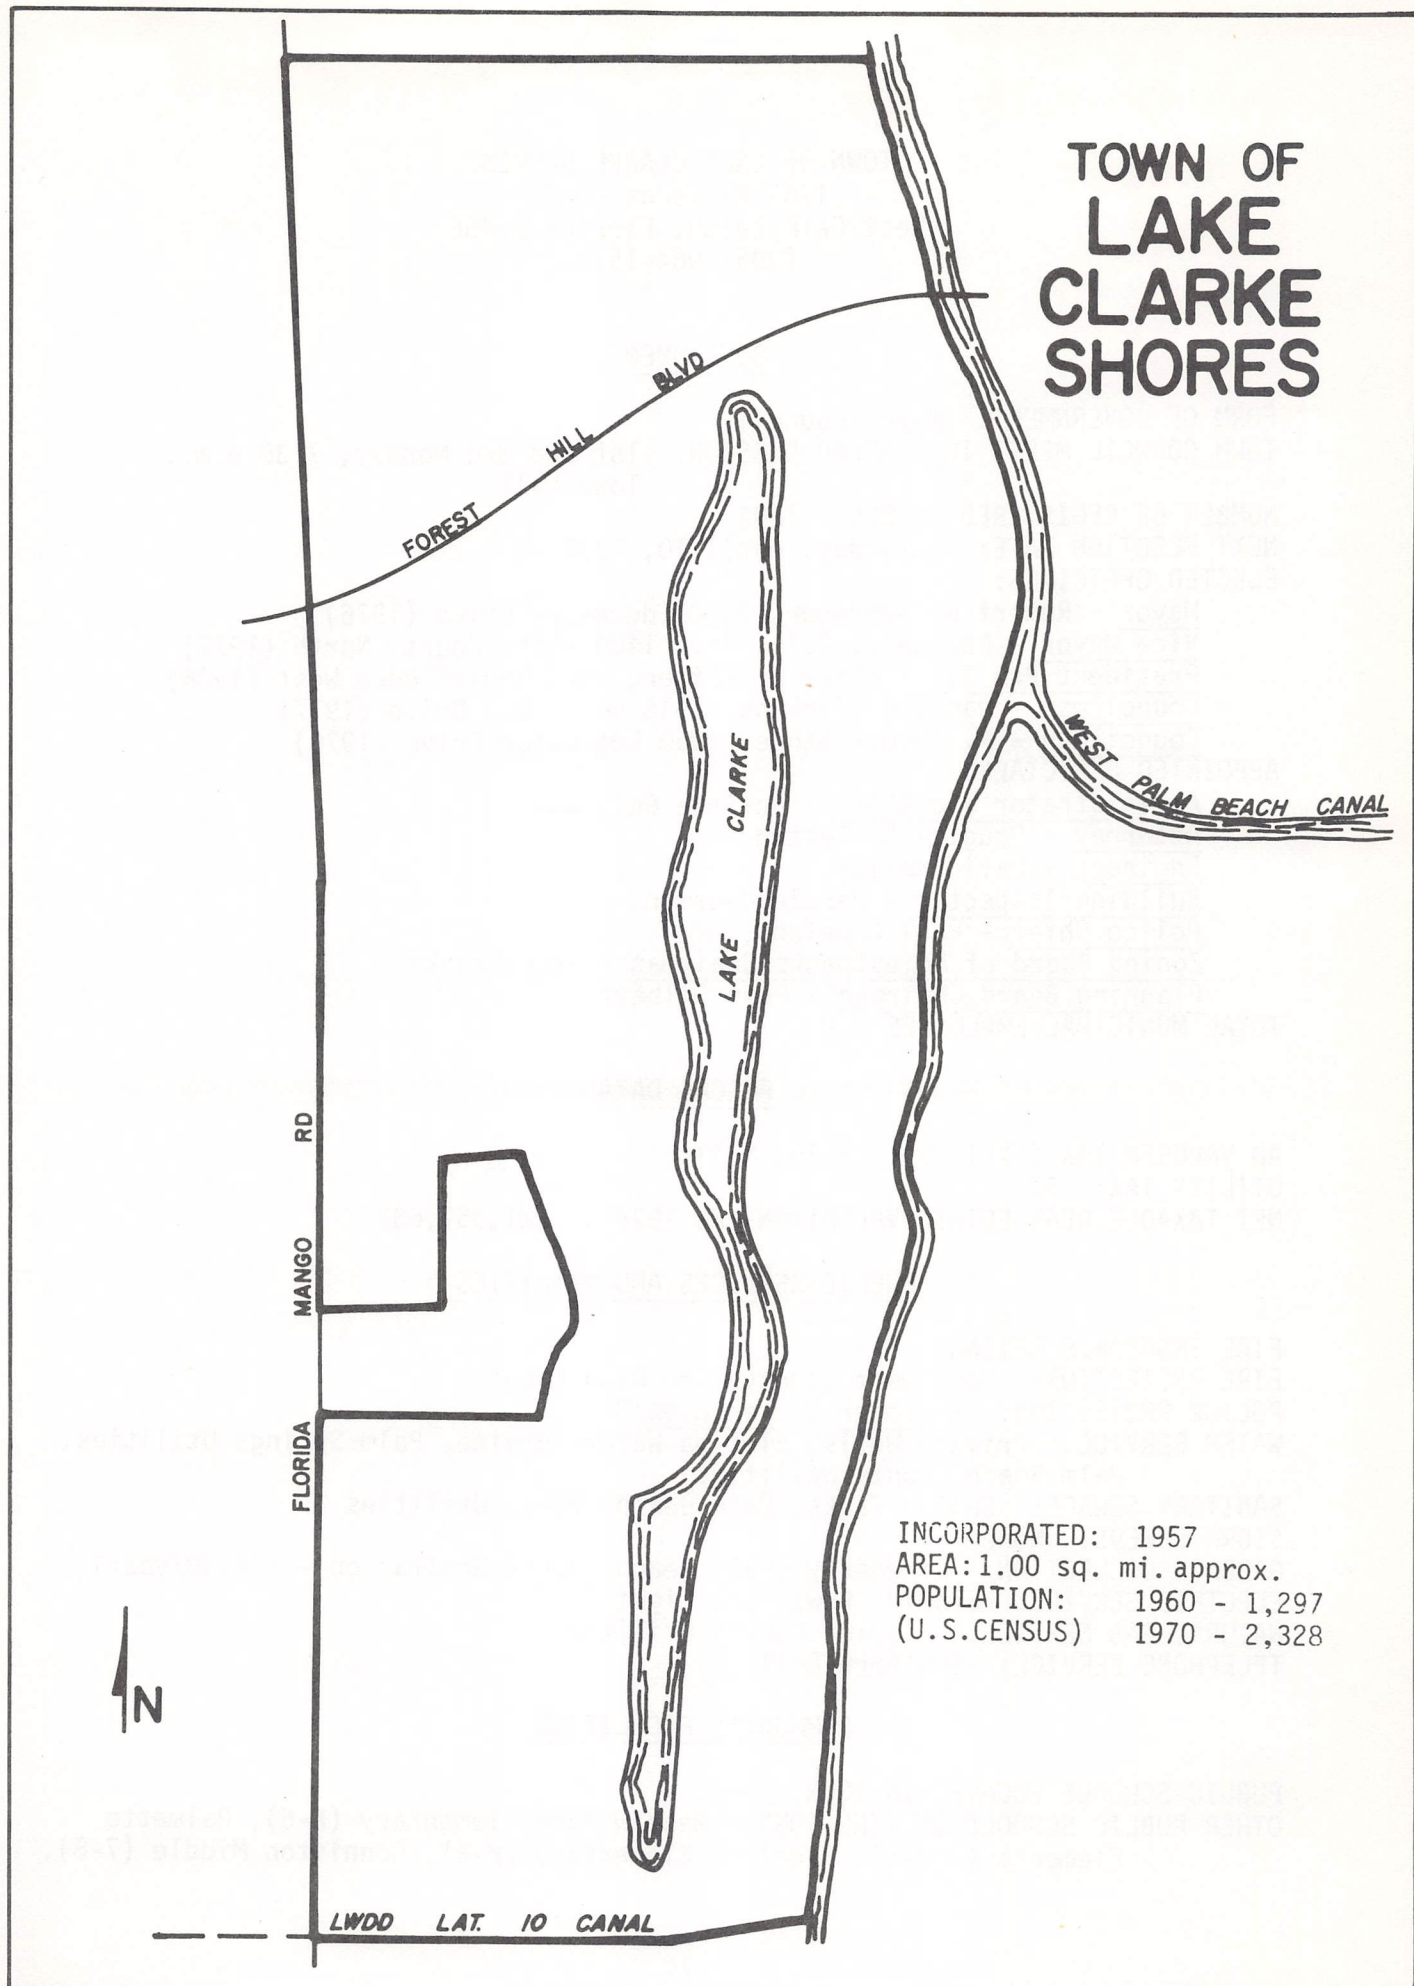 TOWN OF
LAKE
CLARKE
SHORES
FOREST HILL BLVD
WEST PALM BEACH CANAL
LAKE CLARKE
FLORIDA MANGO RD
INCORPORATED: 1957
AREA: 1.00 sq. mi. approx.
POPULATION: 1960 - 1,297
(U.S.CENSUS) 1970 - 2,328
N
LWDD LAT. 10 CANAL